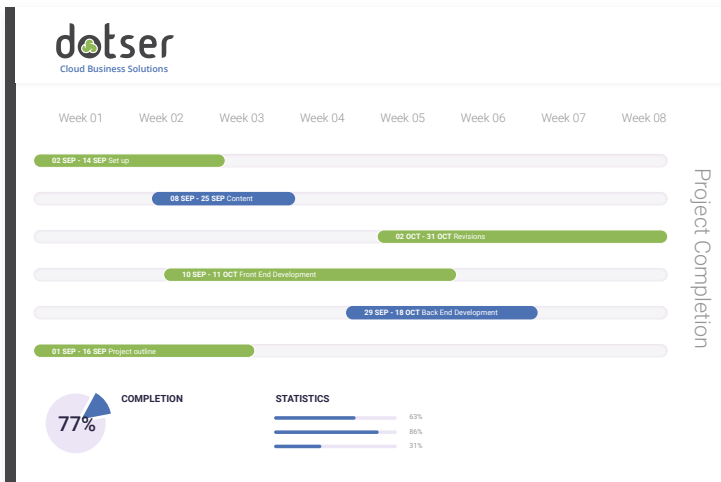 dotser
Cloud Business Solutions
Week 01 Week 02 Week 03 Week 04 Week 05 Week 06 Week 07 Week 08
02 SEP - 14 SEP Set up
08 SEP - 25 SEP Content
02 OCT - 31 OCT Revisions
10 SEP - 11 OCT Front End Development
29 SEP - 18 OCT Back End Development
01 SEP - 16 SEP Project outline
Project Completion
77%
COMPLETION
STATISTICS
63%
86%
31%